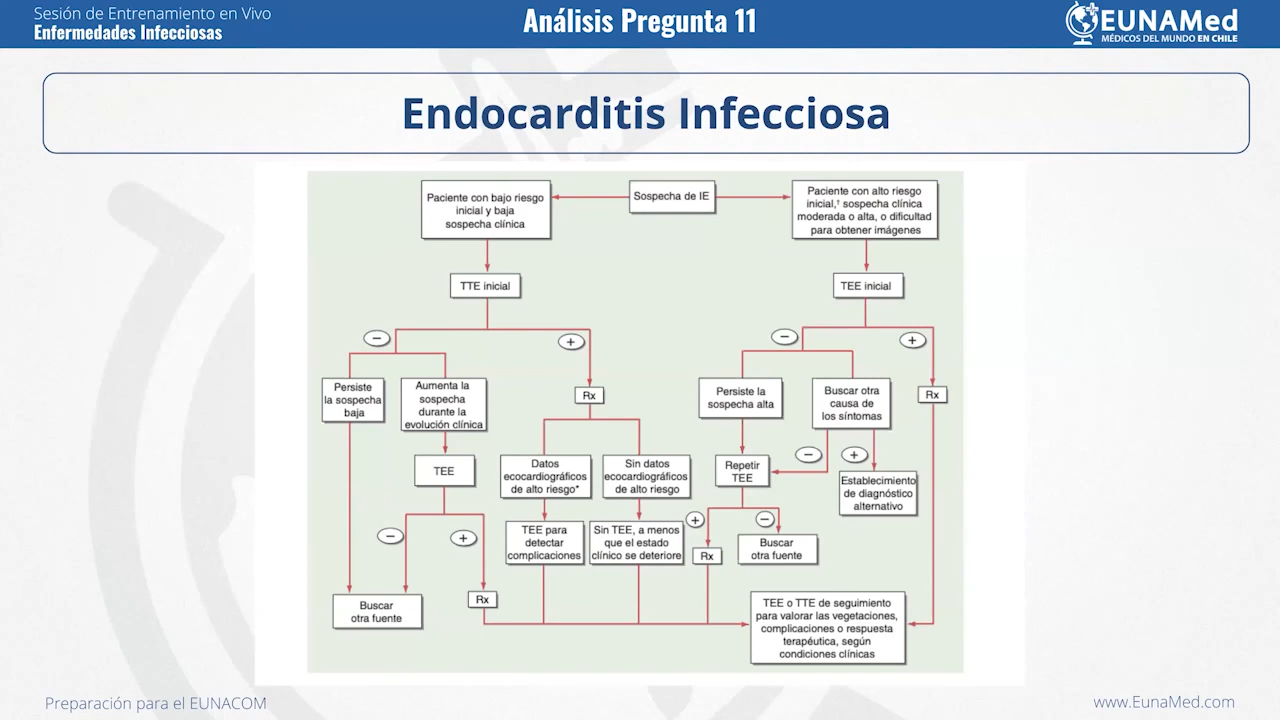 Sesión de Entrenamiento en Vivo
Enfermedades Infecciosas
Análisis Pregunta 11
EUNAMed
MÉDICOS DEL MUNDO EN CHILE
Endocarditis Infecciosa
Sospecha de IE
Paciente con bajo riesgo
inicial y baja
sospecha clínica
Paciente con alto riesgo
inicial,† sospecha clínica
moderada o alta, o dificultad
para obtener imágenes
TTE inicial
TEE inicial
−
+
−
+
Persiste
la sospecha
baja
Aumenta la
sospecha
durante la
evolución clínica
Rx
Persiste la
sospecha alta
Buscar otra
causa de
los síntomas
Rx
TEE
Datos
ecocardiográficos
de alto riesgo*
Sin datos
ecocardiográficos
de alto riesgo
Repetir
TEE
−
+
Establecimiento
de diagnóstico
alternativo
−
+
TEE para
detectar
complicaciones
Sin TEE, a menos
que el estado
clínico se deteriore
+
−
Rx
Buscar
otra fuente
Buscar
otra fuente
Rx
TEE o TTE de seguimiento
para valorar las vegetaciones,
complicaciones o respuesta
terapéutica, según
condiciones clínicas
Preparación para el EUNACOM
www.EunaMed.com